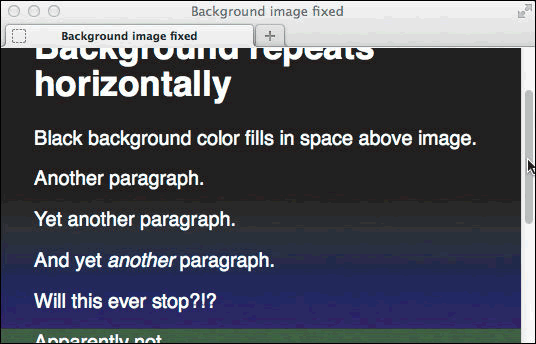 Background image fixed
Background image fixed
Background repeats
horizontally
Black background color fills in space above image.
Another paragraph.
Yet another paragraph.
And yet another paragraph.
Will this ever stop?!?
Apparently not